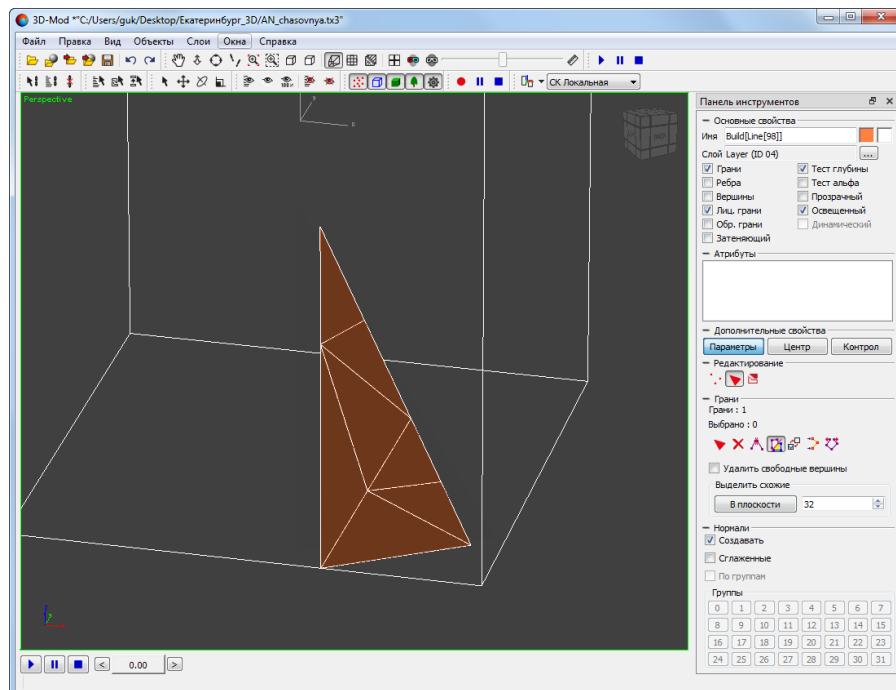 3D-Mod *"C:/Users/guk/Desktop/Екатеринбург_3D/AN_chasovnya.tx3"
Файл Правка Вид Объекты Слои Окна Справка
СК Локальная
Perspective
Панель инструментов
Основные свойства
Имя Build[Line[98]]
Слой Layer (ID 04) ...
Грани Тест глубины
Ребра Тест альфа
Вершины Прозрачный
Лиц. грани Освещенный
Обр. грани Динамический
Затеняющий
Атрибуты
Дополнительные свойства
Параметры Центр Контрол
Редактирование
Грани
Грани : 1
Выбрано : 0
Удалить свободные вершины
Выделить схожие
В плоскости 32
Нормали
Создавать
Сглаженные
По группам
Группы
0 1 2 3 4 5 6 7
8 9 10 11 12 13 14 15
16 17 18 19 20 21 22 23
24 25 26 27 28 29 30 31
< 0.00 >